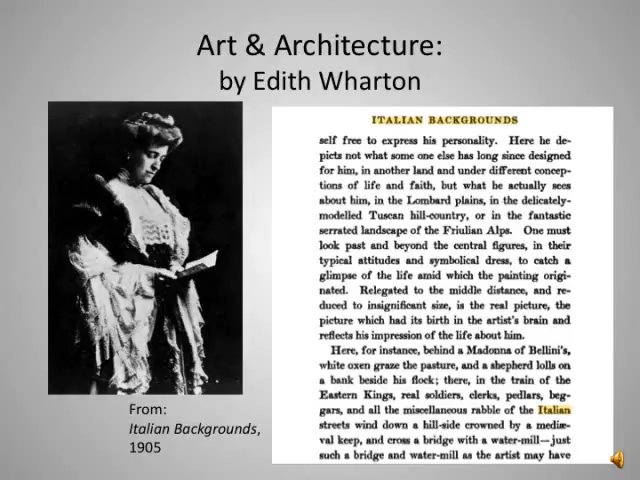 Art & Architecture:
by Edith Wharton
ITALIAN BACKGROUNDS
self free to express his personality. Here he de-
picts not what some one else has long since designed
for him, in another land and under different concep-
tions of life and faith, but what he actually sees
about him, in the Lombard plains, in the delicately-
modelled Tuscan hill-country, or in the fantastic
serrated landscape of the Friulian Alps. One must
look past and beyond the central figures, in their
typical attitudes and symbolical dress, to catch a
glimpse of the life amid which the painting origi-
nated. Relegated to the middle distance, and re-
duced to insignificant size, is the real picture, the
picture which had its birth in the artist's brain and
reflects his impression of the life about him.
Here, for instance, behind a Madonna of Bellini's,
white oxen graze the pasture, and a shepherd lolls on
a bank beside his flock; there, in the train of the
Eastern Kings, real soldiers, clerks, pedlars, beg-
gars, and all the miscellaneous rabble of the Italian
streets wind down a hill-side crowned by a mediæ-
val keep, and cross a bridge with a water-mill—just
such a bridge and water-mill as the artist may have
From:
Italian Backgrounds,
1905